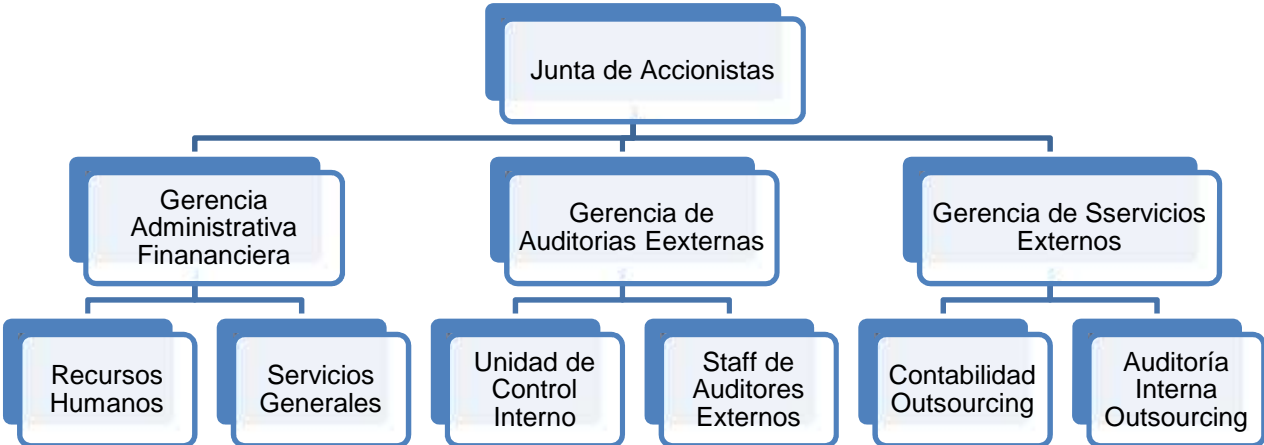 Junta de Accionistas
Gerencia
Administrativa
Finananciera
Gerencia de
Auditorias Eexternas
Gerencia de Sservicios
Externos
Recursos
Humanos
Servicios
Generales
Unidad de
Control
Interno
Staff de
Auditores
Externos
Contabilidad
Outsourcing
Auditoría
Interna
Outsourcing